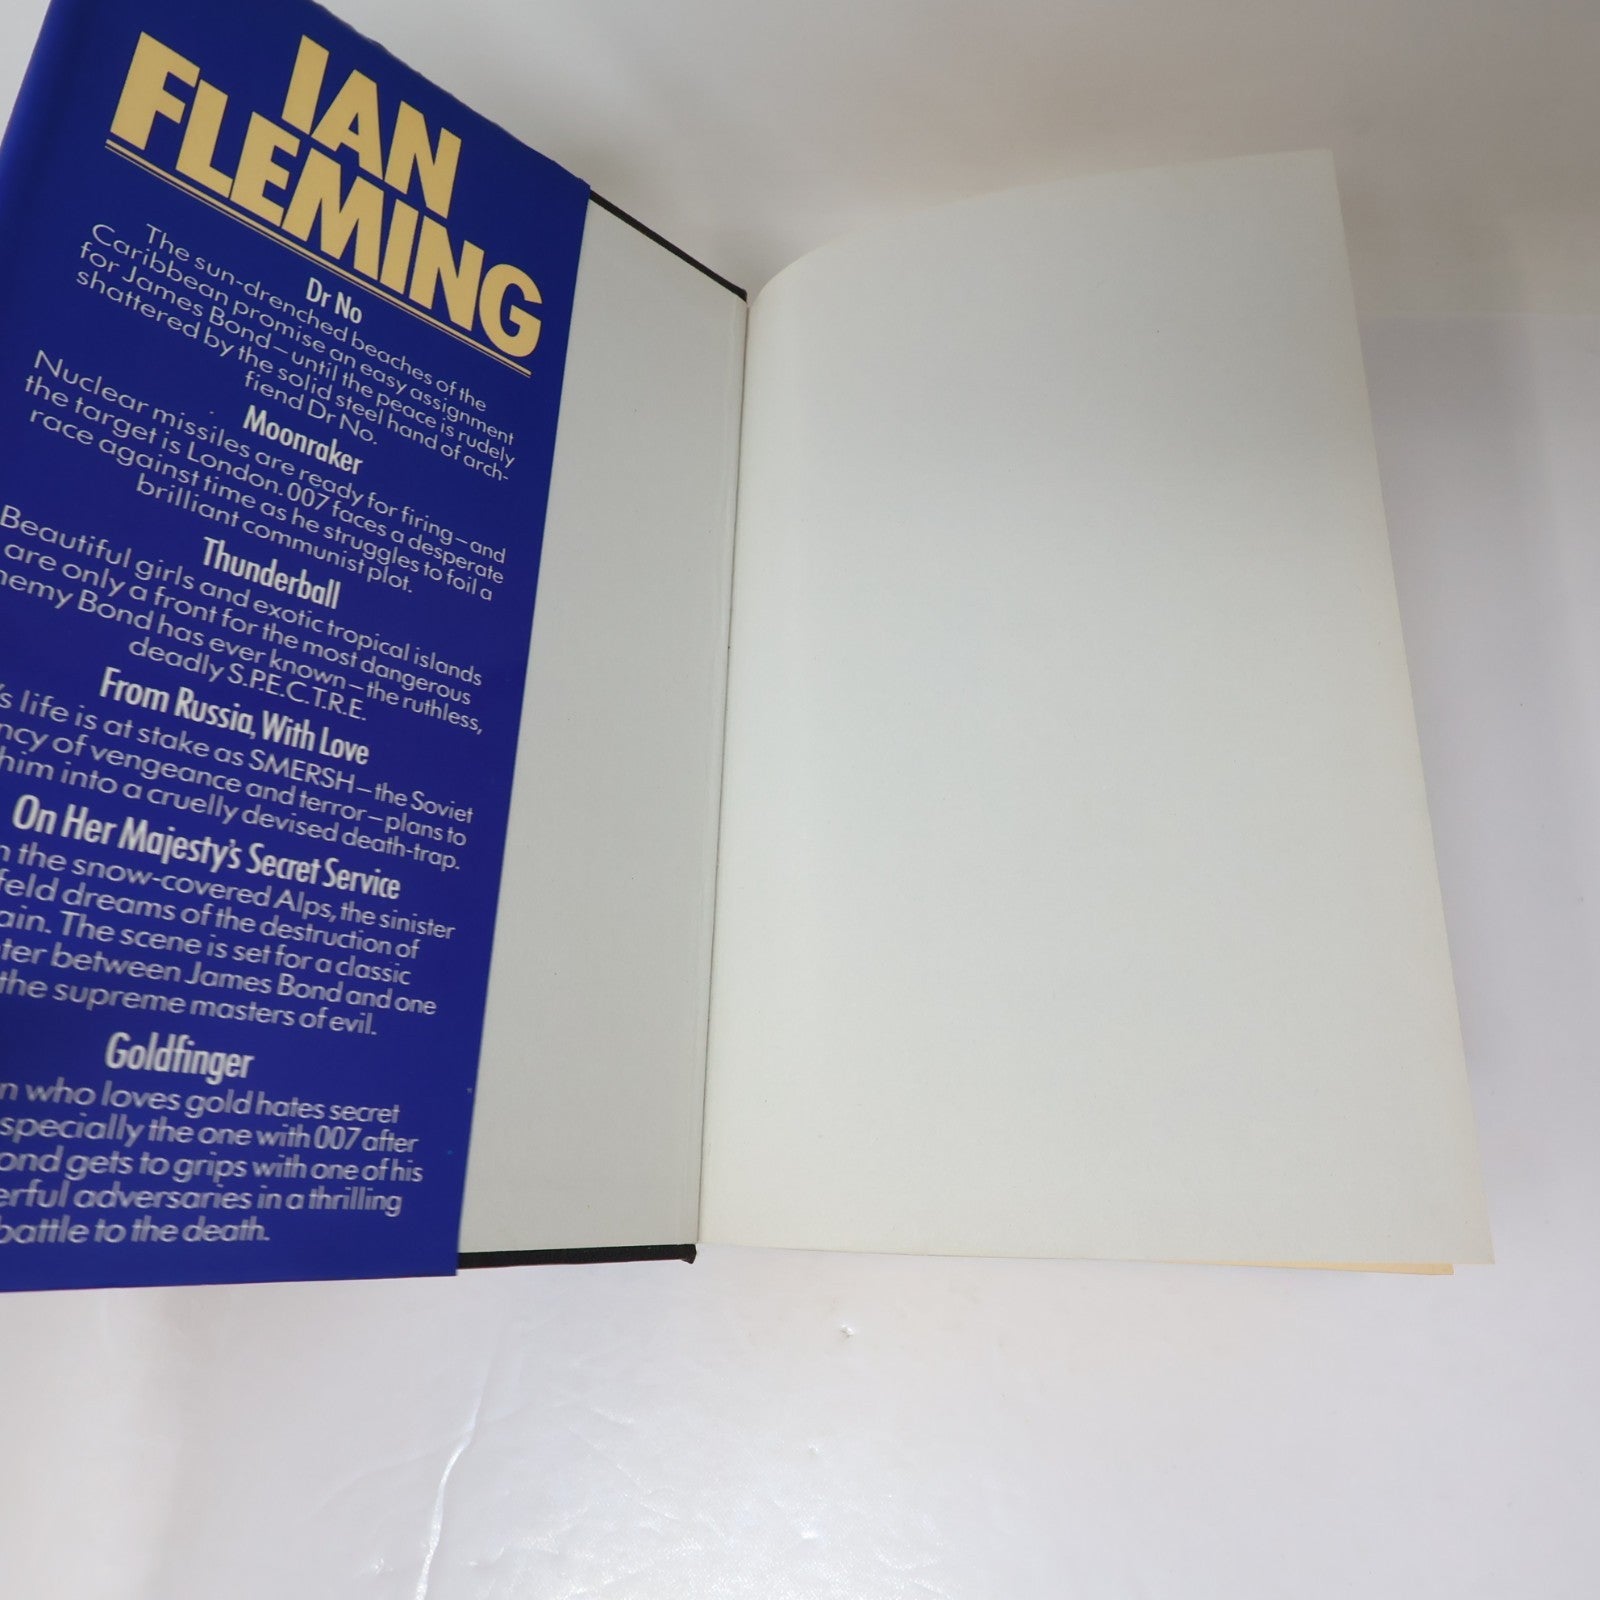 IAN
FLEMING
Dr No
The sun-drenched beaches of the
Caribbean promise an easy assignment
for James Bond – until the peace is rudely
shattered by the solid steel hand of arch-
fiend Dr No.
Moonraker
Nuclear missiles are ready for firing – and
the target is London. 007 faces a desperate
race against time as he struggles to foil a
brilliant communist plot.
Thunderball
Beautiful girls and exotic tropical islands
are only a front for the most dangerous
Bond has ever known – the ruthless,
deadly S.P.E.C.T.R.E.
From Russia, With Love
life is at stake as SMERSH – the Soviet
of vengeance and terror – plans to
him into a cruelly devised death-trap.
On Her Majesty's Secret Service
the snow-covered Alps, the sinister
dreams of the destruction of
The scene is set for a classic
between James Bond and one
the supreme masters of evil.
Goldfinger
who loves gold hates secret
the one with 007 after
gets to grips with one of his
adversaries in a thrilling
battle to the death.